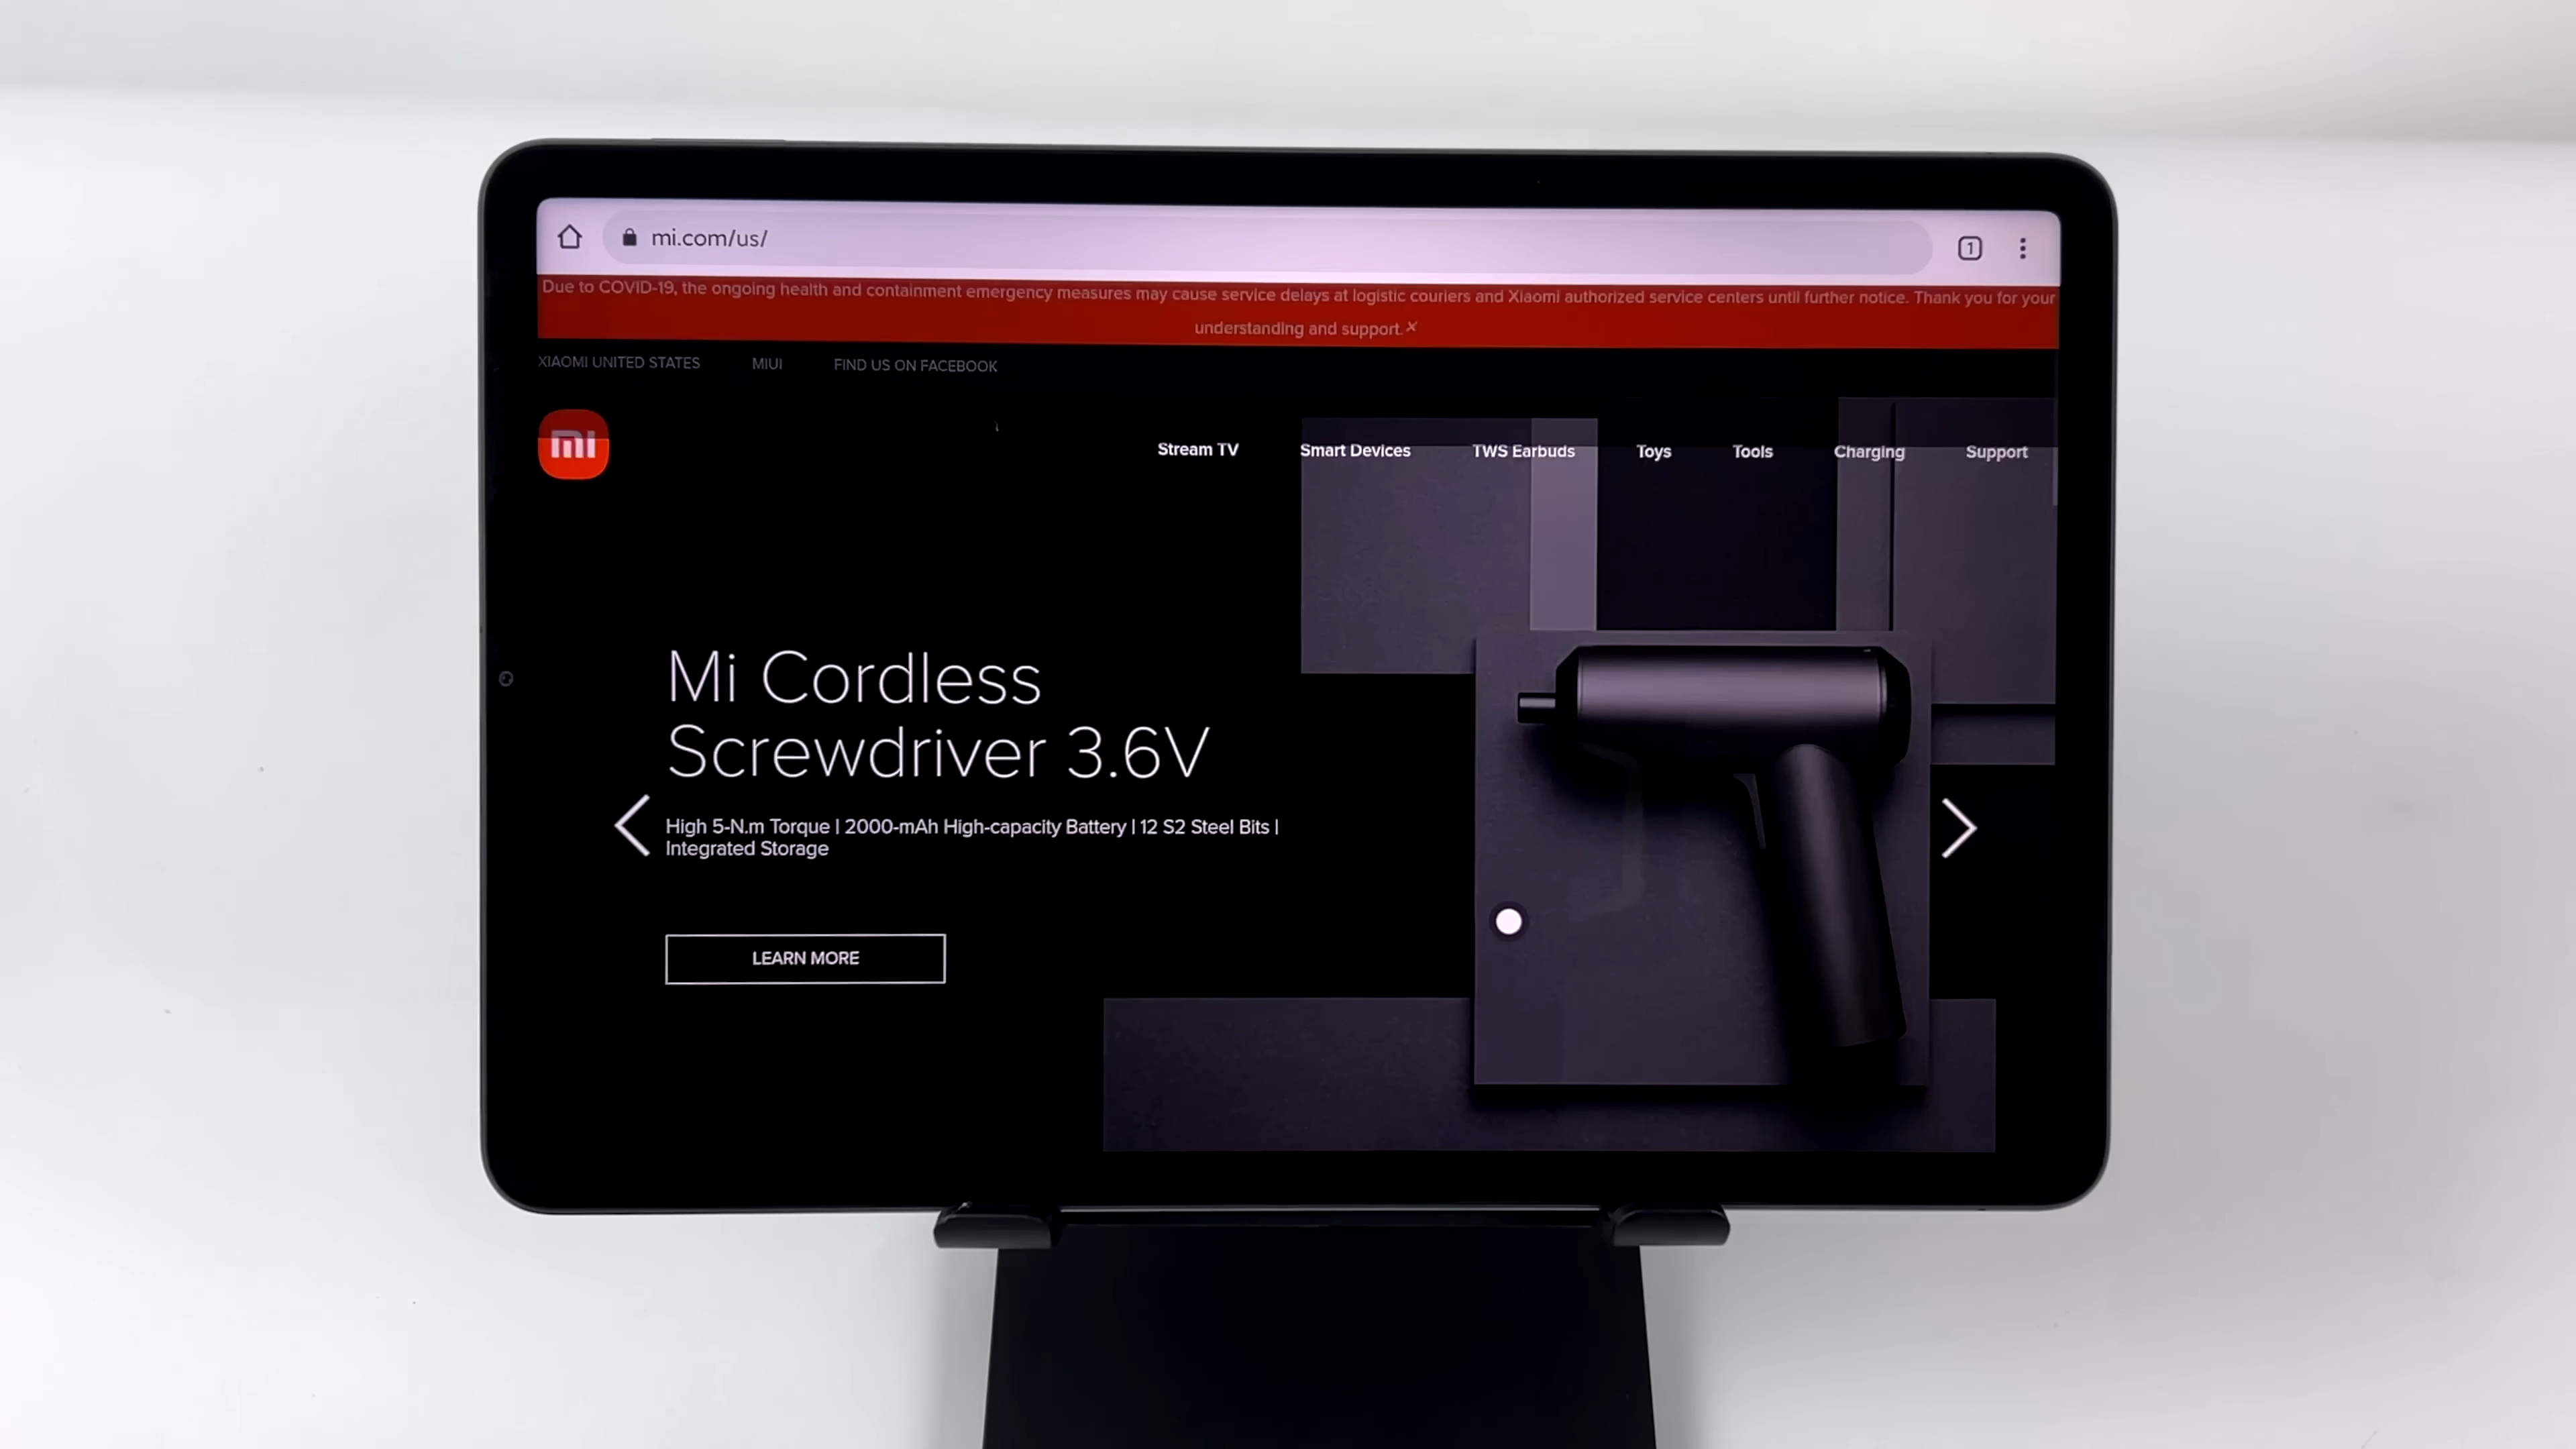 mi.com/us/
1
Due to COVID-19, the ongoing health and containment emergency measures may cause service delays at logistic couriers and Xiaomi authorized service centers until further notice. Thank you for your
understanding and support.
XIAOMI UNITED STATES MIUI FIND US ON FACEBOOK
mi
Stream TV Smart Devices TWS Earbuds Toys Tools Charging Support
Mi Cordless
Screwdriver 3.6V
High 5-N.m Torque | 2000-mAh High-capacity Battery | 12 S2 Steel Bits |
Integrated Storage
LEARN MORE